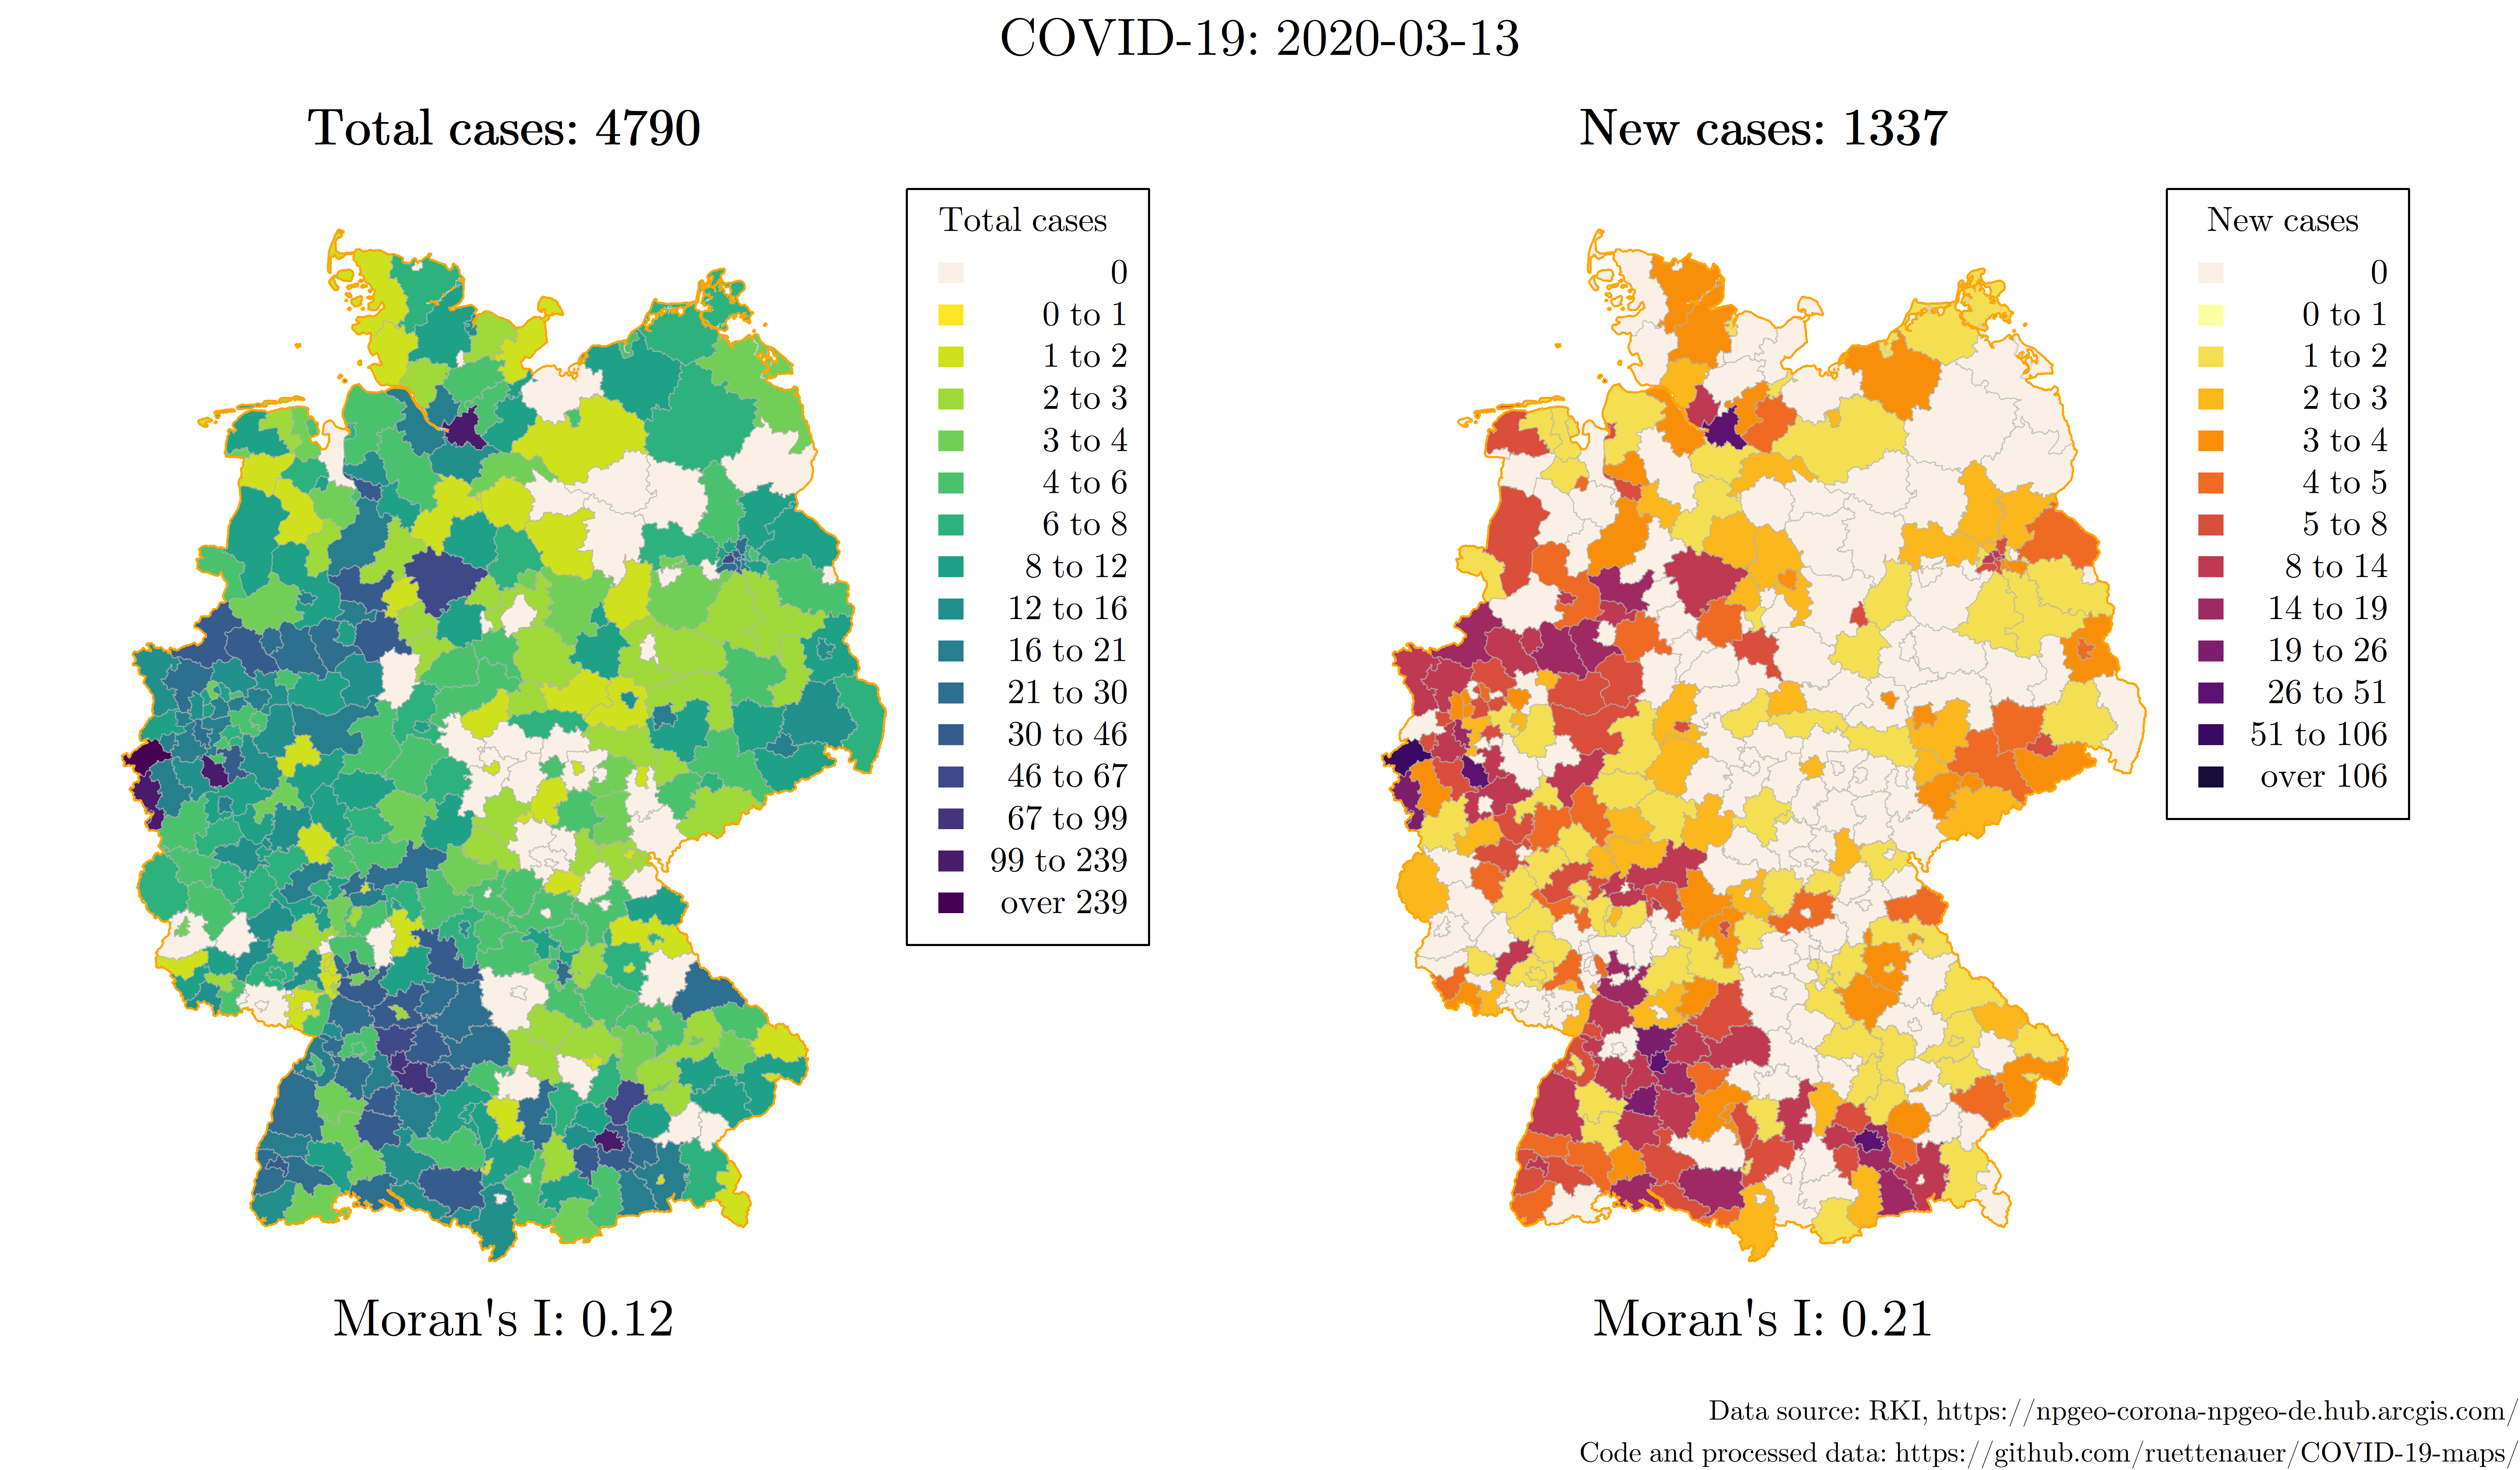 COVID-19: 2020-03-13
Total cases: 4790
Total cases
0
0 to 1
1 to 2
2 to 3
3 to 4
4 to 6
6 to 8
8 to 12
12 to 16
16 to 21
21 to 30
30 to 46
46 to 67
67 to 99
99 to 239
over 239
Moran's I: 0.12
New cases: 1337
New cases
0
0 to 1
1 to 2
2 to 3
3 to 4
4 to 5
5 to 8
8 to 14
14 to 19
19 to 26
26 to 51
51 to 106
over 106
Moran's I: 0.21
Data source: RKI, https://npgeo-corona-npgeo-de.hub.arcgis.com/
Code and processed data: https://github.com/ruettenauer/COVID-19-maps/